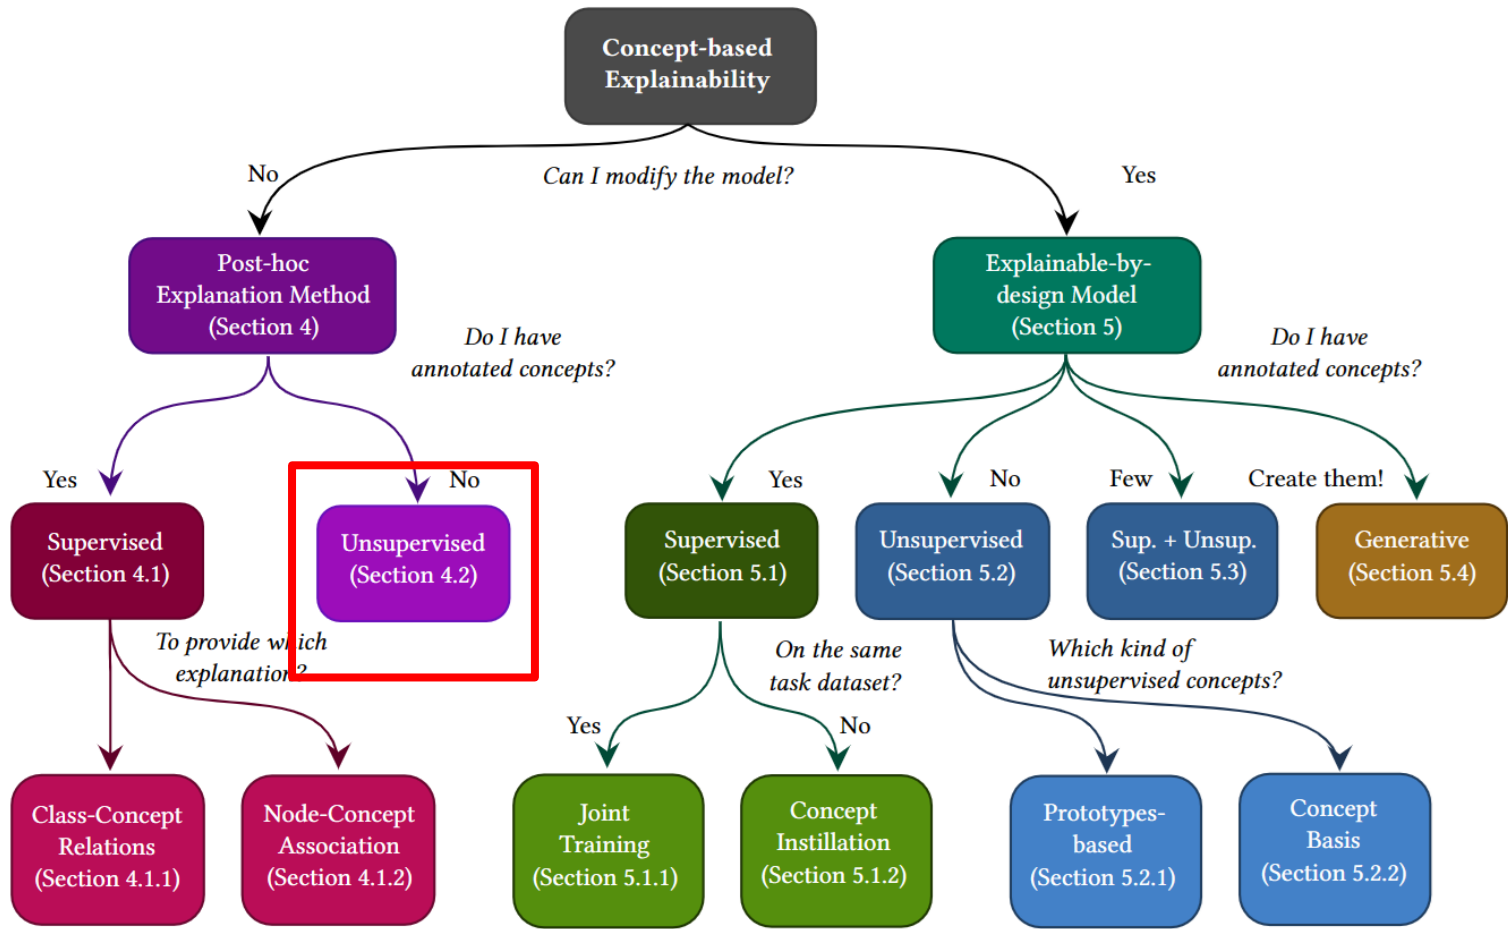 Concept-based
Explainability
No
Can I modify the model?
Yes
Post-hoc
Explanation Method
(Section 4)
Explainable-by-
design Model
(Section 5)
Do I have
annotated concepts?
Do I have
annotated concepts?
Yes
No
Yes
No
Few
Create them!
Supervised
(Section 4.1)
Unsupervised
(Section 4.2)
Supervised
(Section 5.1)
Unsupervised
(Section 5.2)
Sup. + Unsup.
(Section 5.3)
Generative
(Section 5.4)
To provide which
explanation?
On the same
task dataset?
Which kind of
unsupervised concepts?
Yes
No
Class-Concept
Relations
(Section 4.1.1)
Node-Concept
Association
(Section 4.1.2)
Joint
Training
(Section 5.1.1)
Concept
Instillation
(Section 5.1.2)
Prototypes-
based
(Section 5.2.1)
Concept
Basis
(Section 5.2.2)